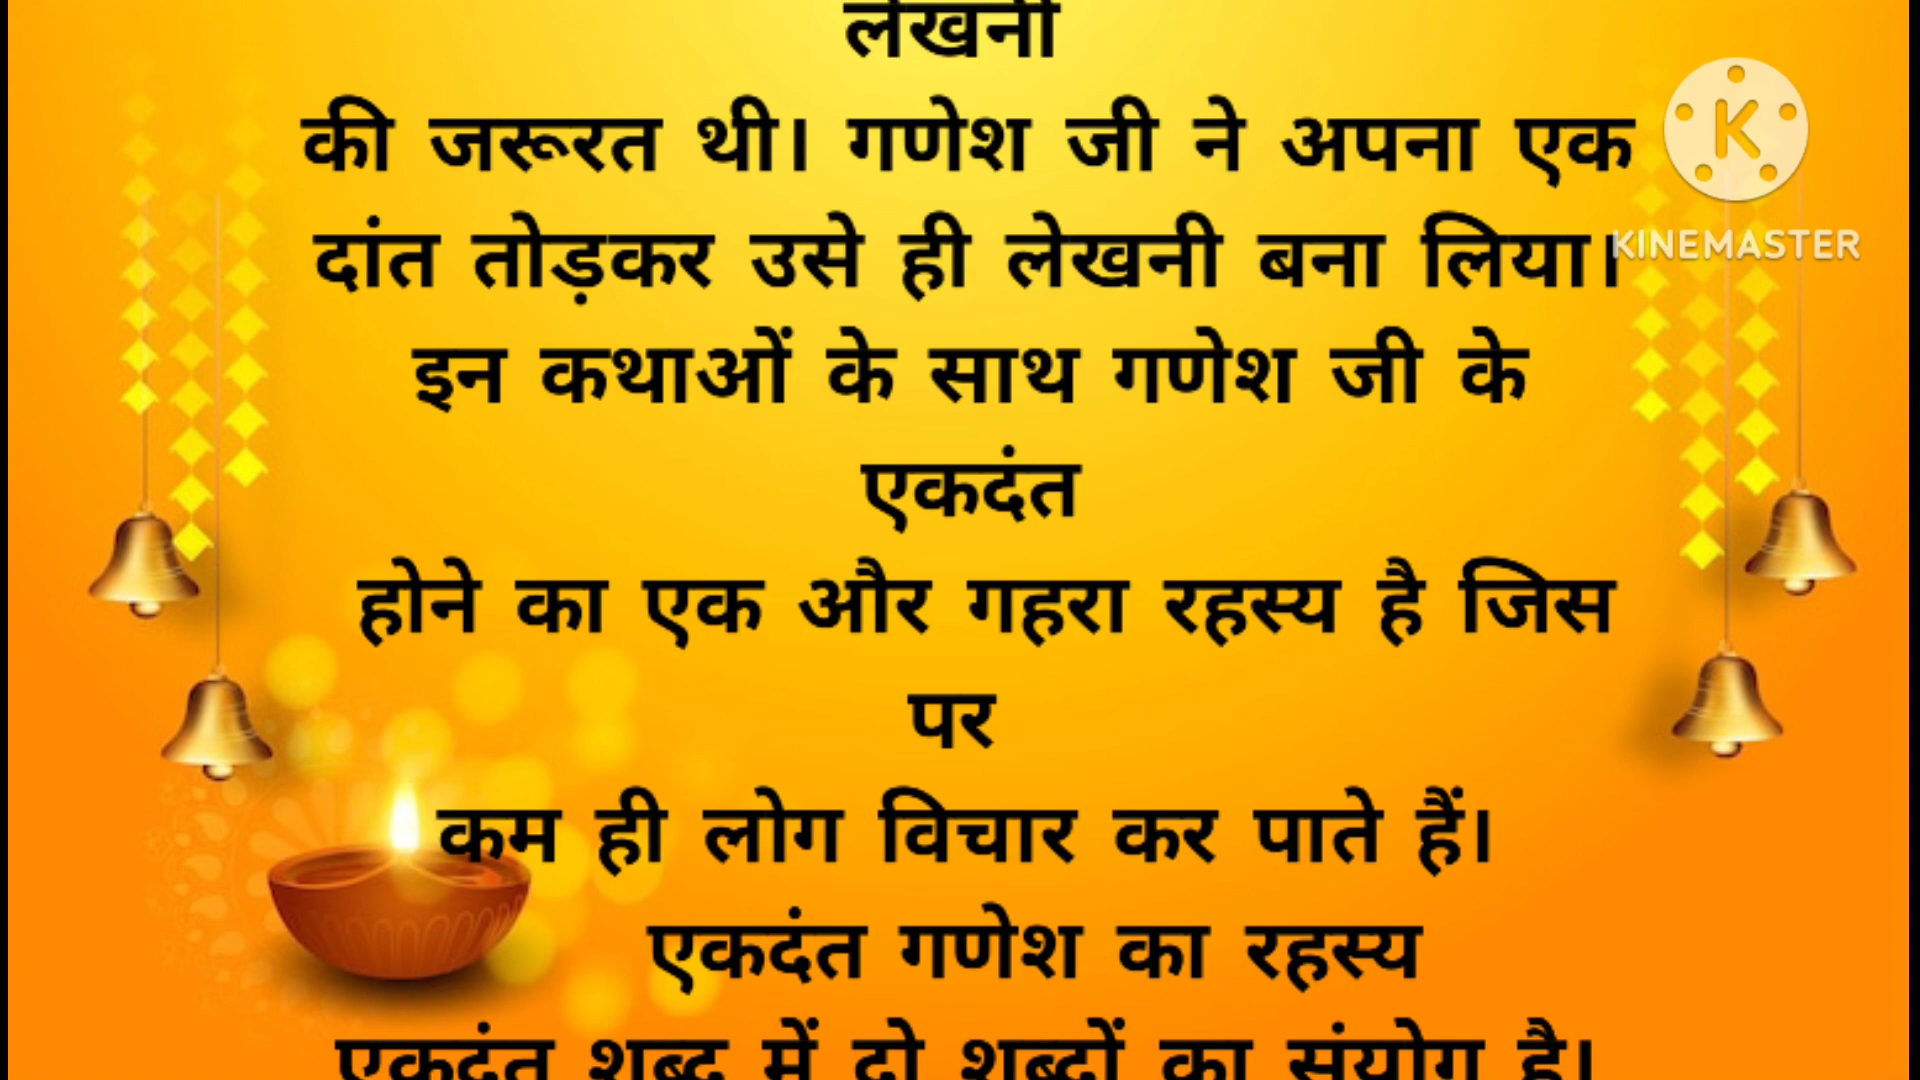 लेखनी
की जरूरत थी। गणेश जी ने अपना एक
दांत तोड़कर उसे ही लेखनी बना लिया।
इन कथाओं के साथ गणेश जी के
एकदंत
होने का एक और गहरा रहस्य है जिस
पर
कम ही लोग विचार कर पाते हैं।
एकदंत गणेश का रहस्य
एकदंत शब्द में दो शब्दों का संयोग है।
K
KINEMASTER